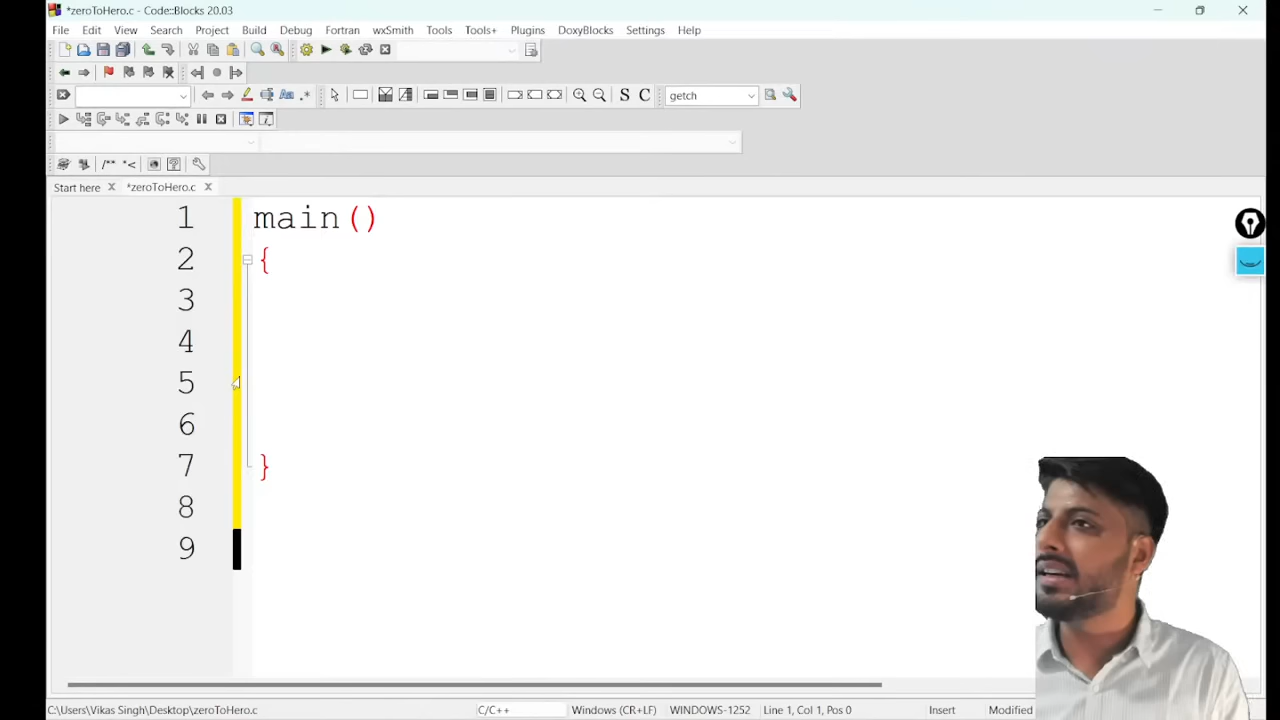 *zeroToHero.c - Code::Blocks 20.03
File Edit View Search Project Build Debug Fortran wxSmith Tools Tools+ Plugins DoxyBlocks Settings Help
S C getch
/** *<
Start here *zeroToHero.c
1 main()
2 {
3
4
5
6
7 }
8
9
C:\Users\Vikas Singh\Desktop\zeroToHero.c C/C++ Windows (CR+LF) WINDOWS-1252 Line 1, Col 1, Pos 0 Insert Modified